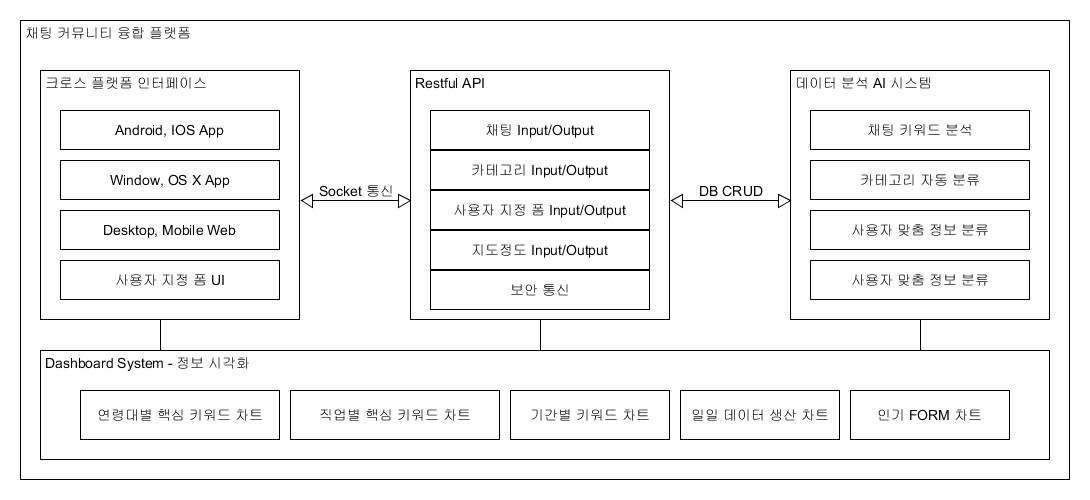 채팅 커뮤니티 융합 플랫폼
크로스 플랫폼 인터페이스
Android, IOS App
Window, OS X App
Desktop, Mobile Web
사용자 지정 폼 UI
Socket 통신
Restful API
채팅 Input/Output
카테고리 Input/Output
사용자 지정 폼 Input/Output
지도정도 Input/Output
보안 통신
DB CRUD
데이터 분석 AI 시스템
채팅 키워드 분석
카테고리 자동 분류
사용자 맞춤 정보 분류
사용자 맞춤 정보 분류
Dashboard System - 정보 시각화
연령대별 핵심 키워드 차트
직업별 핵심 키워드 차트
기간별 키워드 차트
일일 데이터 생산 차트
인기 FORM 차트